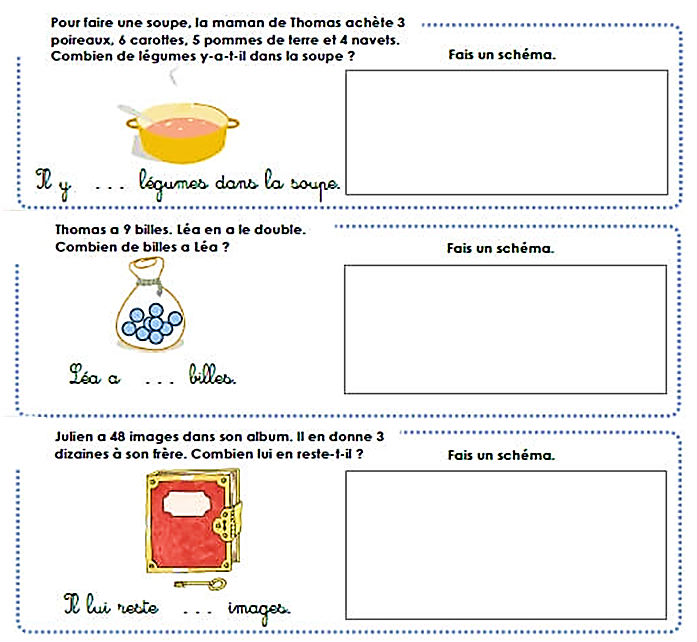 Pour faire une soupe, la maman de Thomas achète 3
poireaux, 6 carottes, 5 pommes de terre et 4 navets.
Combien de légumes y-a-t-il dans la soupe ?
Fais un schéma.
Il y ... légumes dans la soupe.
Thomas a 9 billes. Léa en a le double.
Combien de billes a Léa ?
Fais un schéma.
Léa a ... billes.
Julien a 48 images dans son album. Il en donne 3
dizaines à son frère. Combien lui en reste-t-il ?
Fais un schéma.
Il lui reste ... images.